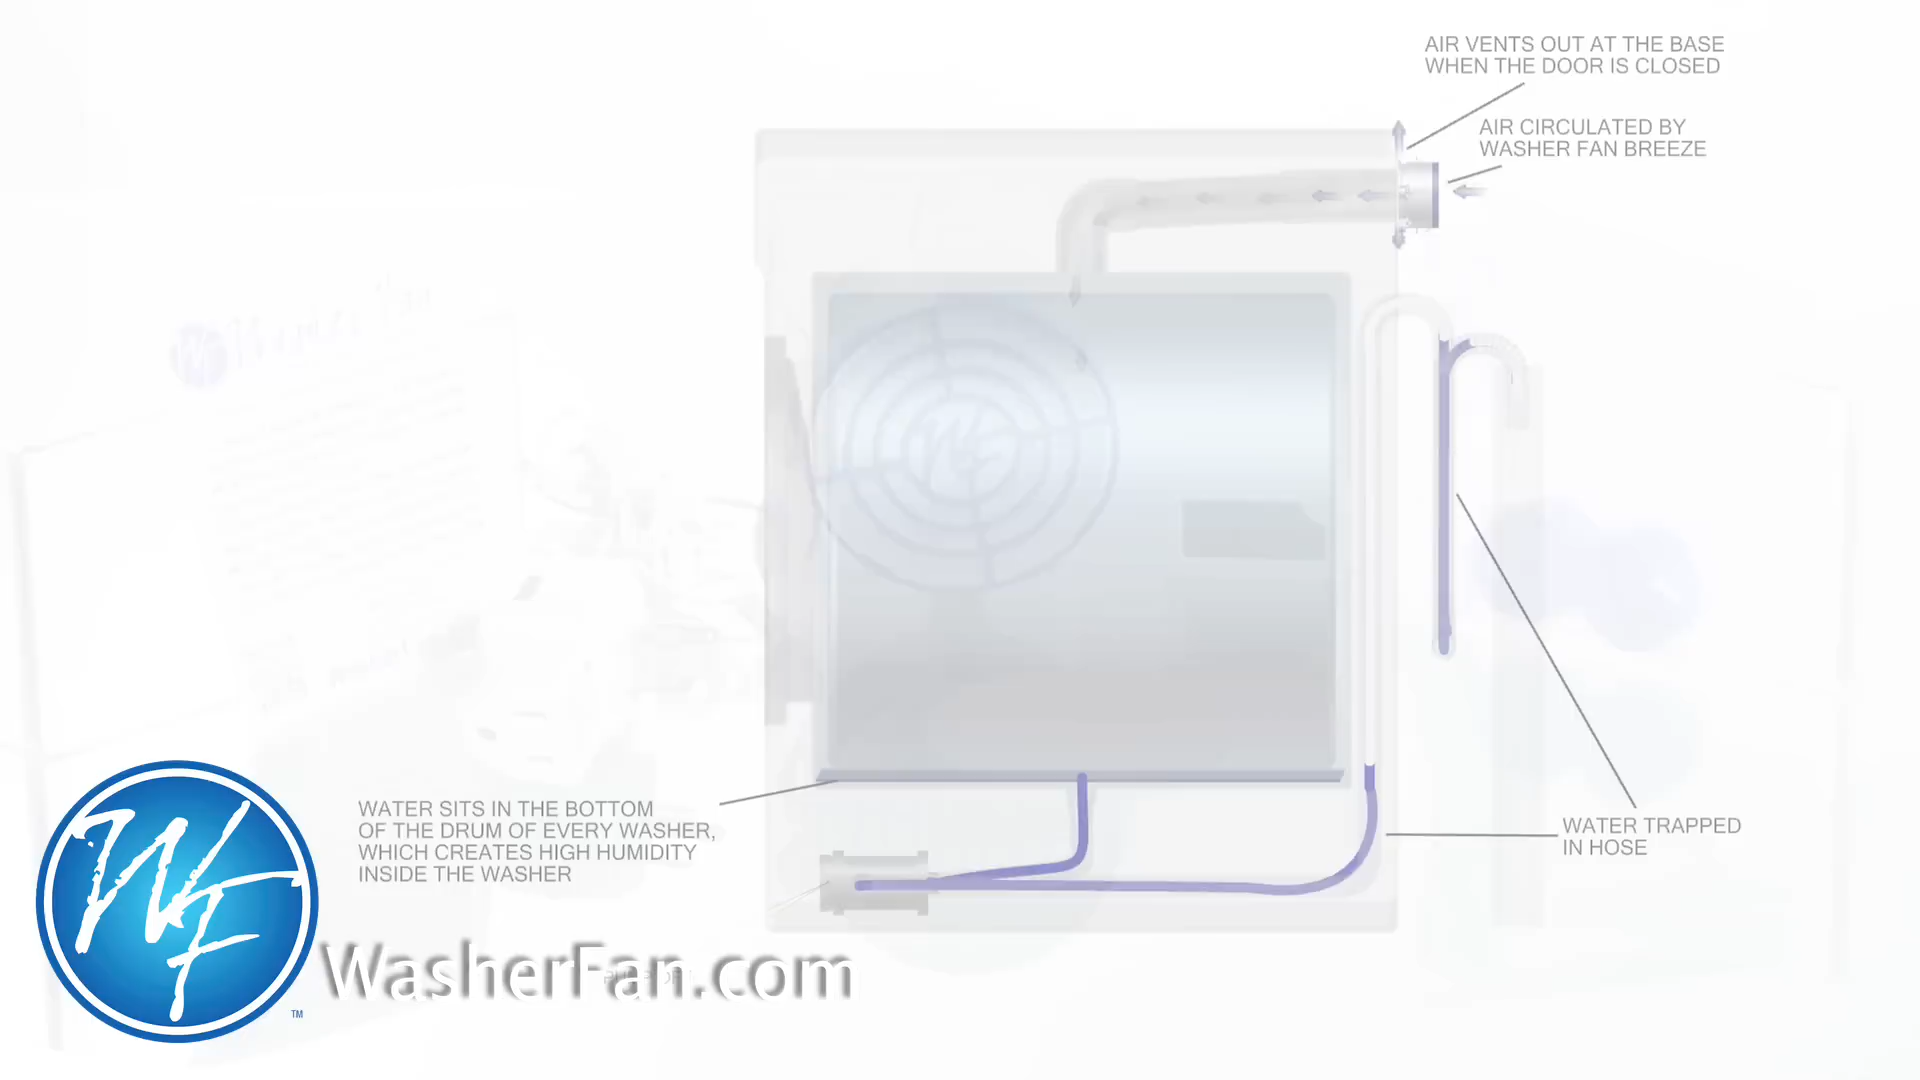 AIR VENTS OUT AT THE BASE
WHEN THE DOOR IS CLOSED
AIR CIRCULATED BY
WASHER FAN BREEZE
WF
WATER SITS IN THE BOTTOM
OF THE DRUM OF EVERY WASHER,
WHICH CREATES HIGH HUMIDITY
INSIDE THE WASHER
WATER TRAPPED
IN HOSE
WF
TM
WasherFan.com